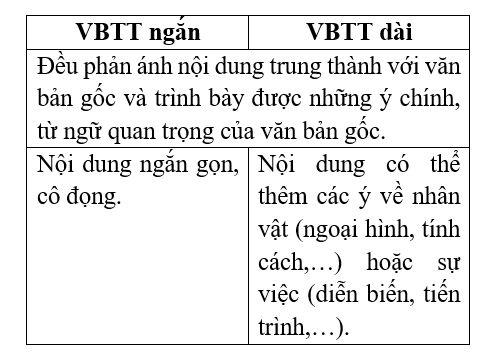 VBTT ngắn VBTT dài
Đều phản ánh nội dung trung thành với văn
bản gốc và trình bày được những ý chính,
từ ngữ quan trọng của văn bản gốc.
Nội dung ngắn gọn,
cô đọng.
Nội dung có thể
thêm các ý về nhân
vật (ngoại hình, tính
cách,…) hoặc sự
việc (diễn biến, tiến
trình,…).